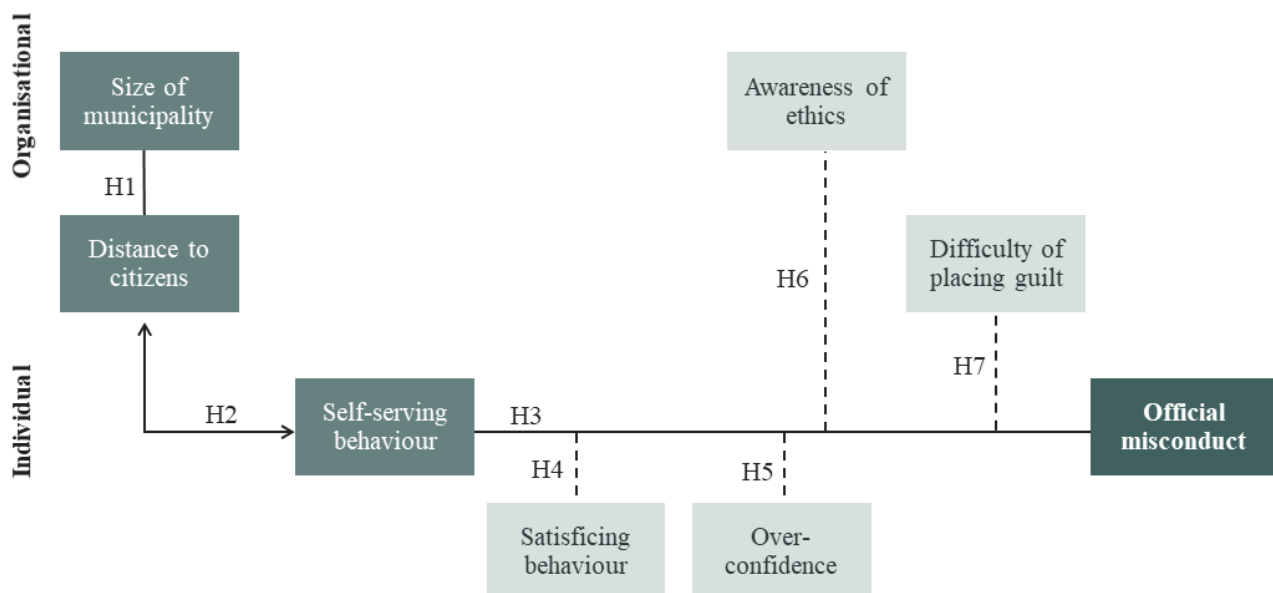 Organisational
Size of
municipality
Awareness of
ethics
H1
Distance to
citizens
Difficulty of
placing guilt
H6
H7
Individual
H2
Self-serving
behaviour
H3
Official
misconduct
H4
H5
Satisficing
behaviour
Over-
confidence